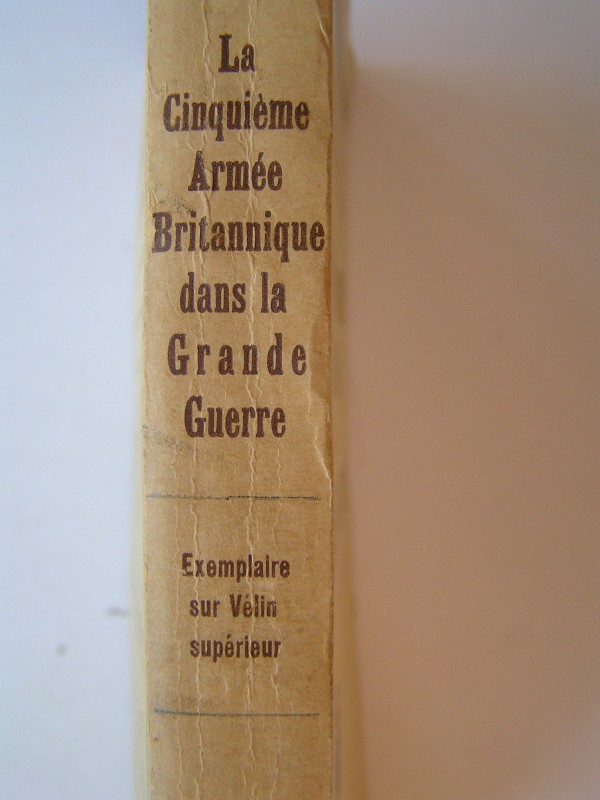 La
Cinquième
Armée
Britannique
dans la
Grande
Guerre
Exemplaire
sur Vélin
supérieur